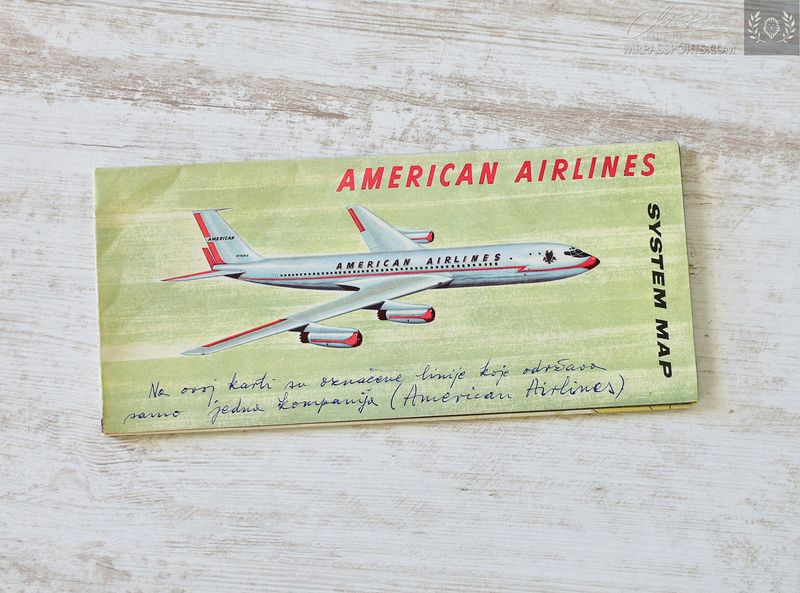 MRPASSPORTS.COM
AMERICAN AIRLINES
SYSTEM MAP
AMERICAN
AMERICAN AIRLINES
Na ovoj karti su označene linije koje održava
samo jedna kompanija (American Airlines)